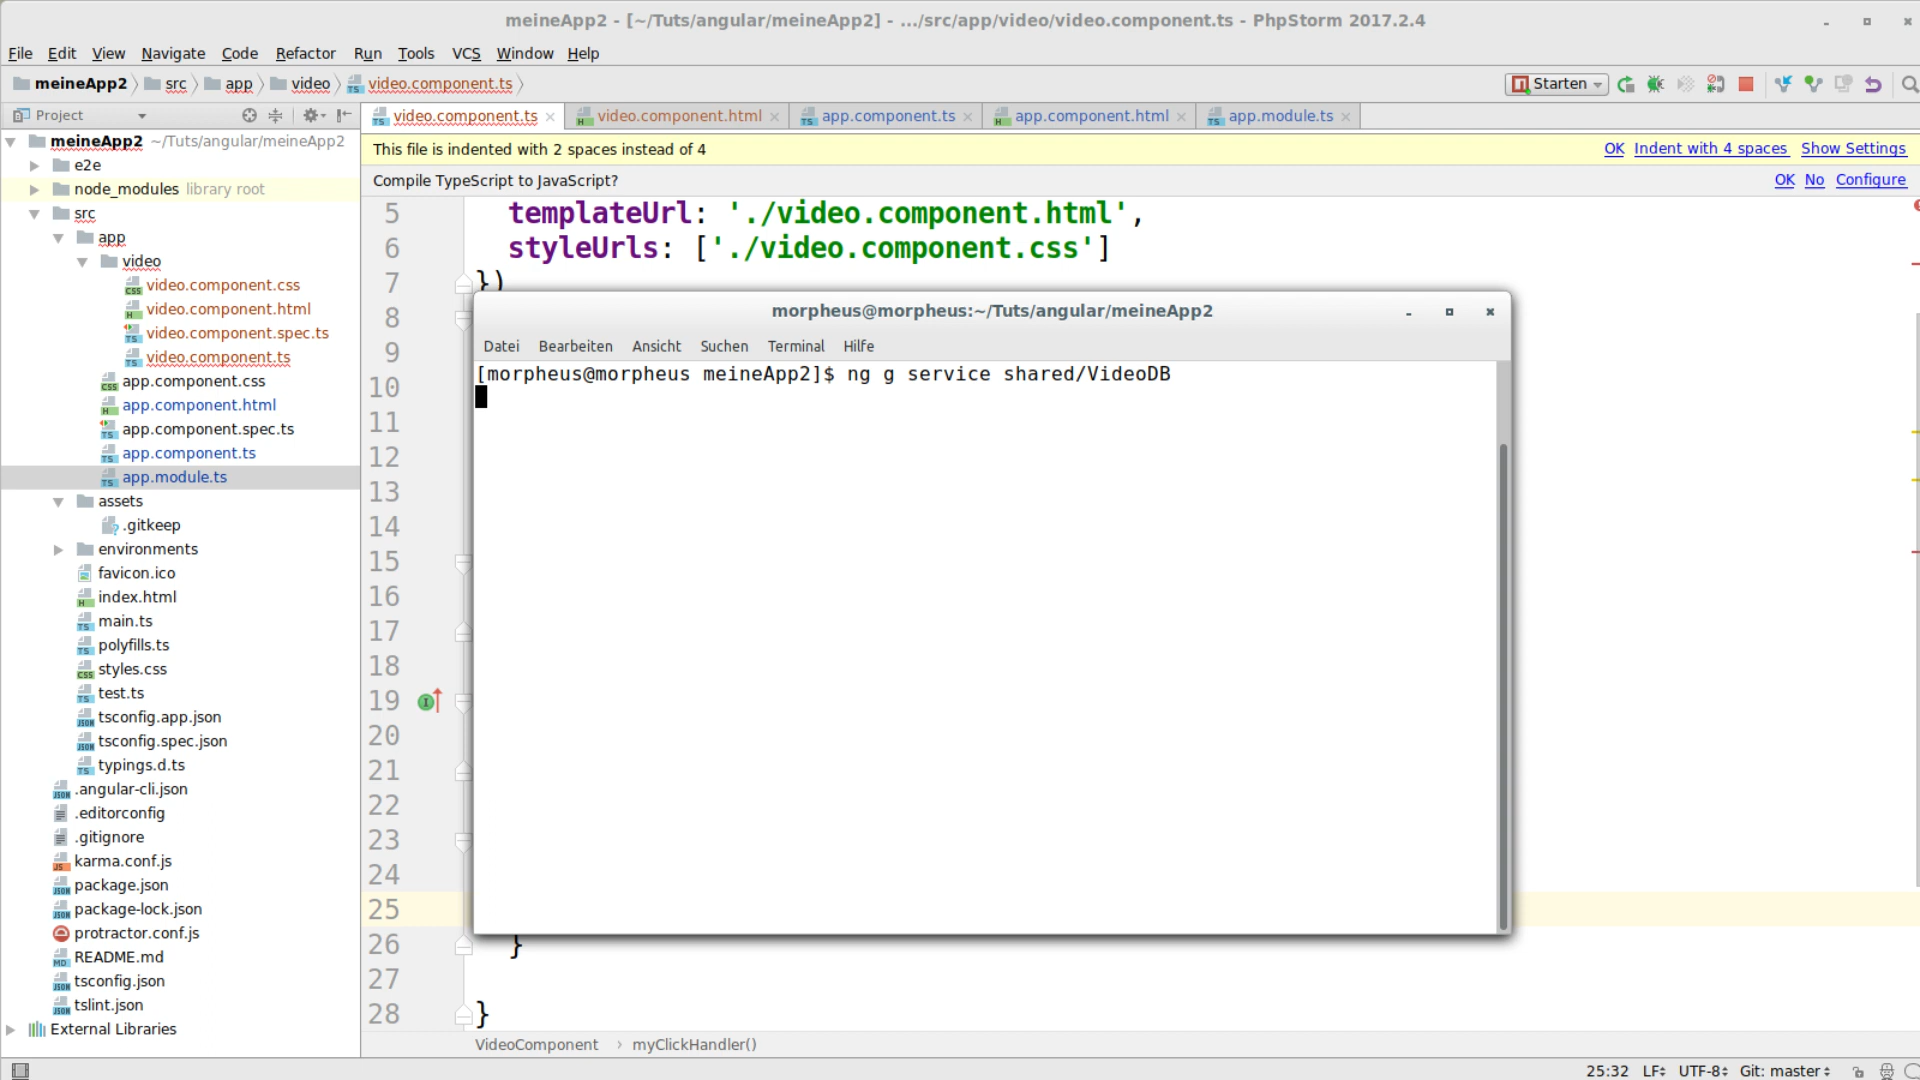 meineApp2 - [~/Tuts/angular/meineApp2] - .../src/app/video/video.component.ts - PhpStorm 2017.2.4
File Edit View Navigate Code Refactor Run Tools VCS Window Help
meineApp2 src app video video.component.ts Starten
Project
video.component.ts video.component.html app.component.ts app.component.html app.module.ts
This file is indented with 2 spaces instead of 4 OK Indent with 4 spaces Show Settings
Compile TypeScript to JavaScript? OK No Configure
meineApp2 ~/Tuts/angular/meineApp2
e2e
node_modules library root
src
app
video
video.component.css
video.component.html
video.component.spec.ts
video.component.ts
app.component.css
app.component.html
app.component.spec.ts
app.component.ts
app.module.ts
assets
.gitkeep
environments
favicon.ico
index.html
main.ts
polyfills.ts
styles.css
test.ts
tsconfig.app.json
tsconfig.spec.json
typings.d.ts
.angular-cli.json
.editorconfig
.gitignore
karma.conf.js
package.json
package-lock.json
protractor.conf.js
README.md
tsconfig.json
tslint.json
External Libraries
5 templateUrl: './video.component.html',
6 styleUrls: ['./video.component.css']
7 })
8
9
10
11
12
13
14
15
16
17
18
19
20
21
22
23
24
25
26 }
27
28 }
morpheus@morpheus:~/Tuts/angular/meineApp2
Datei Bearbeiten Ansicht Suchen Terminal Hilfe
[morpheus@morpheus meineApp2]$ ng g service shared/VideoDB
VideoComponent myClickHandler()
25:32 LF UTF-8 Git: master